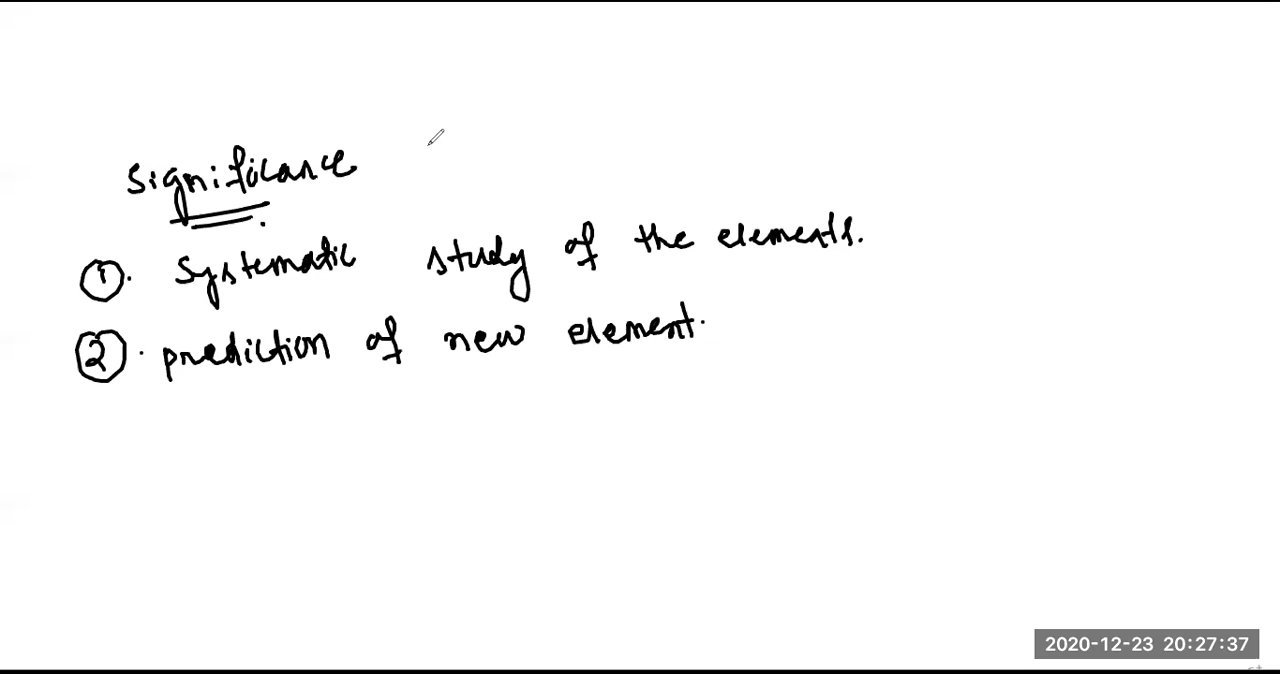 Significance
①. Systematic study of the elements.
②. prediction of new element.
2020-12-23 20:27:37